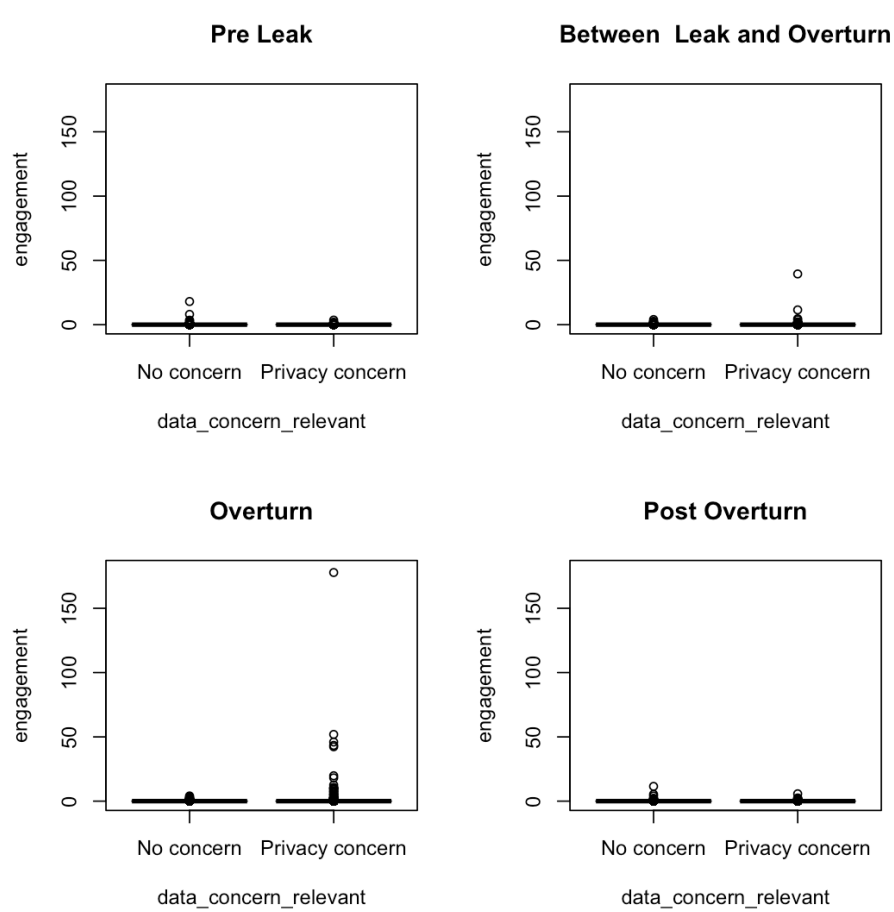 Pre Leak
engagement
150
100
50
0
No concern Privacy concern
data_concern_relevant
Between  Leak and Overturn
engagement
150
100
50
0
No concern Privacy concern
data_concern_relevant
Overturn
engagement
150
100
50
0
No concern Privacy concern
data_concern_relevant
Post Overturn
engagement
150
100
50
0
No concern Privacy concern
data_concern_relevant